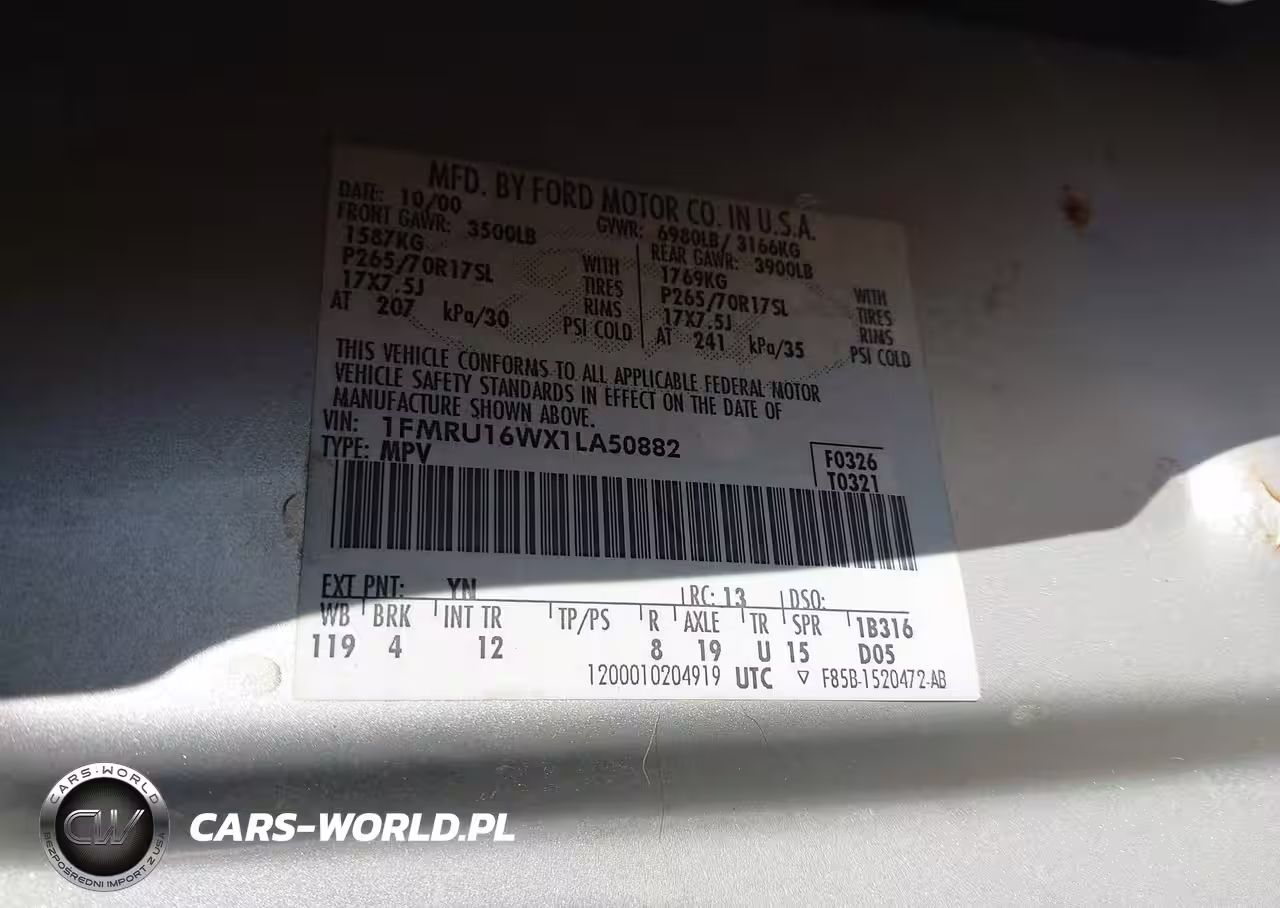 MFD. BY FORD MOTOR CO. IN U.S.A.
DATE: 10/00 GVWR: 6980LB/ 3166KG
FRONT GAWR: 3500LB REAR GAWR: 3900LB
1587KG WITH 1769KG WITH
P265/70R17SL TIRES P265/70R17SL TIRES
17X7.5J RIMS 17X7.5J RIMS
AT 207 kPa/30 PSI COLD AT 241 kPa/35 PSI COLD
THIS VEHICLE CONFORMS TO ALL APPLICABLE FEDERAL MOTOR
VEHICLE SAFETY STANDARDS IN EFFECT ON THE DATE OF
MANUFACTURE SHOWN ABOVE.
VIN: 1FMRU16WX1LA50882
TYPE: MPV
F0326
T0321
EXT PNT: YN RC: 13 DSO:
WB BRK INT TR TP/PS R AXLE TR SPR 1B316
119 4 12 8 19 U 15 D05
1200010204919 UTC ▽ F85B-1520472-AB
CARS-WORLD
CW
BEZPOŚREDNI IMPORT Z USA
CARS-WORLD.PL